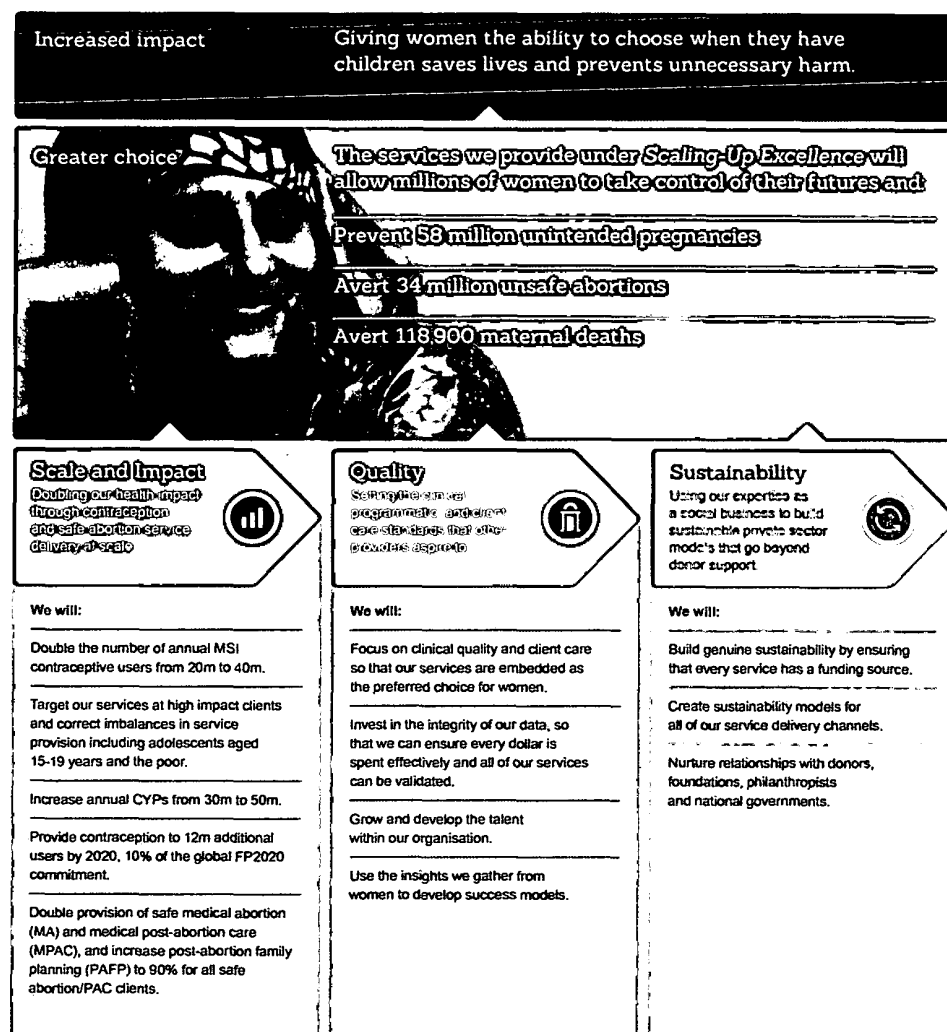 Increased impact
Giving women the ability to choose when they have
children saves lives and prevents unnecessary harm.
Greater choice
The services we provide under Scaling-Up Excellence will
allow millions of women to take control of their futures and:
Prevent 58 million unintended pregnancies
Avert 34 million unsafe abortions
Avert 118,900 maternal deaths
Scale and Impact
Doubling our health impact
through contraception
and safe abortion service
delivery at scale
Quality
Setting the clinical
programmatic and client
care standards that other
providers aspire to
Sustainability
Using our expertise as
a social business to build
sustainable private sector
models that go beyond
donor support
We will:
Double the number of annual MSI
contraceptive users from 20m to 40m.
Target our services at high impact clients
and correct imbalances in service
provision including adolescents aged
15-19 years and the poor.
Increase annual CYPs from 30m to 50m.
Provide contraception to 12m additional
users by 2020, 10% of the global FP2020
commitment.
Double provision of safe medical abortion
(MA) and medical post-abortion care
(MPAC), and increase post-abortion family
planning (PAFP) to 90% for all safe
abortion/PAC clients.
We will:
Focus on clinical quality and client care
so that our services are embedded as
the preferred choice for women.
Invest in the integrity of our data, so
that we can ensure every dollar is
spent effectively and all of our services
can be validated.
Grow and develop the talent
within our organisation.
Use the insights we gather from
women to develop success models.
We will:
Build genuine sustainability by ensuring
that every service has a funding source.
Create sustainability models for
all of our service delivery channels.
Nurture relationships with donors,
foundations, philanthropists
and national governments.